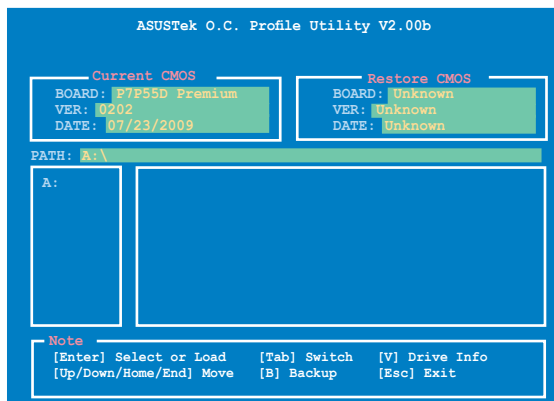 ASUSTek O.C. Profile Utility V2.00b
Current CMOS
BOARD: P7P55D Premium
VER: 0202
DATE: 07/23/2009
Restore CMOS
BOARD: Unknown
VER: Unknown
DATE: Unknown
PATH: A:\
A:
Note
[Enter] Select or Load [Tab] Switch [V] Drive Info
[Up/Down/Home/End] Move [B] Backup [Esc] Exit